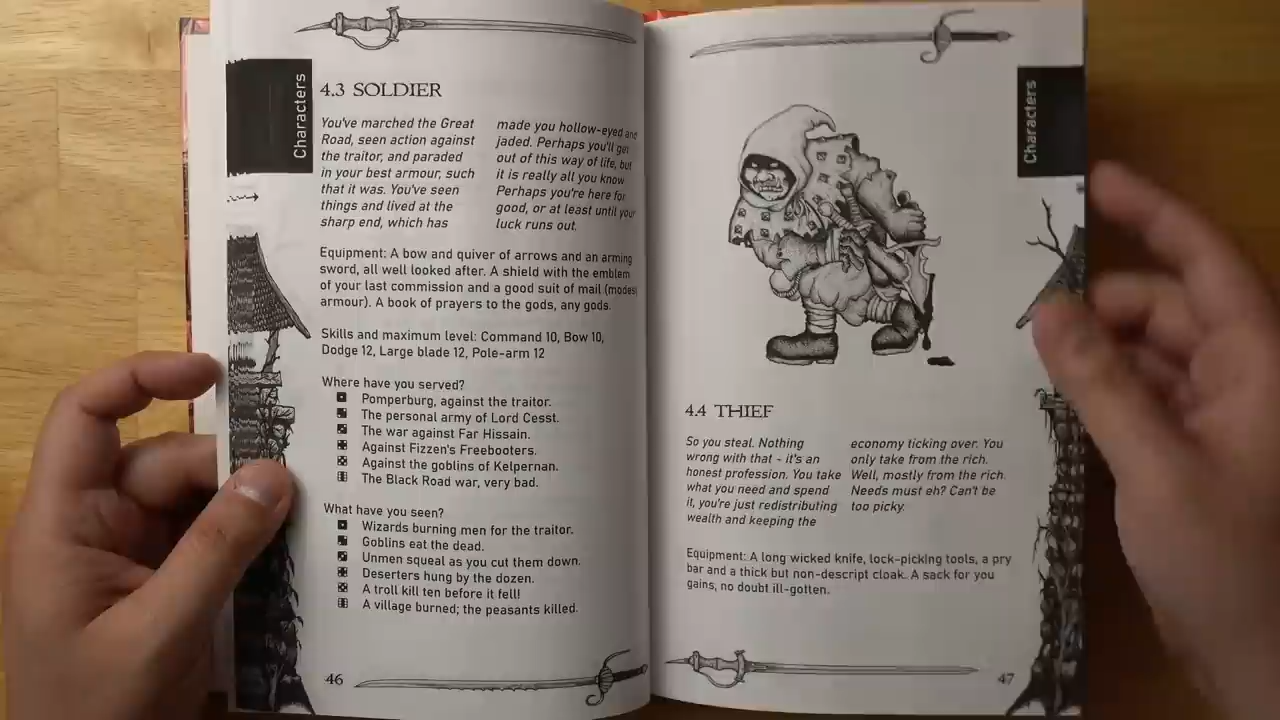 Characters
4.3 SOLDIER
You've marched the Great
Road, seen action against
the traitor, and paraded
in your best armour, such
that it was. You've seen
things and lived at the
sharp end, which has
made you hollow-eyed and
jaded. Perhaps you'll get
out of this way of life, but
it is really all you know
Perhaps you're here for
good, or at least until your
luck runs out.
Equipment: A bow and quiver of arrows and an arming
sword, all well looked after. A shield with the emblem
of your last commission and a good suit of mail (modest
armour). A book of prayers to the gods, any gods.
Skills and maximum level: Command 10, Bow 10,
Dodge 12, Large blade 12, Pole-arm 12
Where have you served?
Pomperburg, against the traitor.
The personal army of Lord Cesst.
The war against Far Hissain.
Against Fizzen's Freebooters.
Against the goblins of Kelpernan.
The Black Road war, very bad.
What have you seen?
Wizards burning men for the traitor.
Goblins eat the dead.
Unmen squeal as you cut them down.
Deserters hung by the dozen.
A troll kill ten before it fell!
A village burned; the peasants killed.
46
Characters
4.4 THIEF
So you steal. Nothing
wrong with that - it's an
honest profession. You take
what you need and spend
it, you're just redistributing
wealth and keeping the
economy ticking over. You
only take from the rich.
Well, mostly from the rich.
Needs must eh? Can't be
too picky.
Equipment: A long wicked knife, lock-picking tools, a pry
bar and a thick but non-descript cloak. A sack for you
gains, no doubt ill-gotten.
47